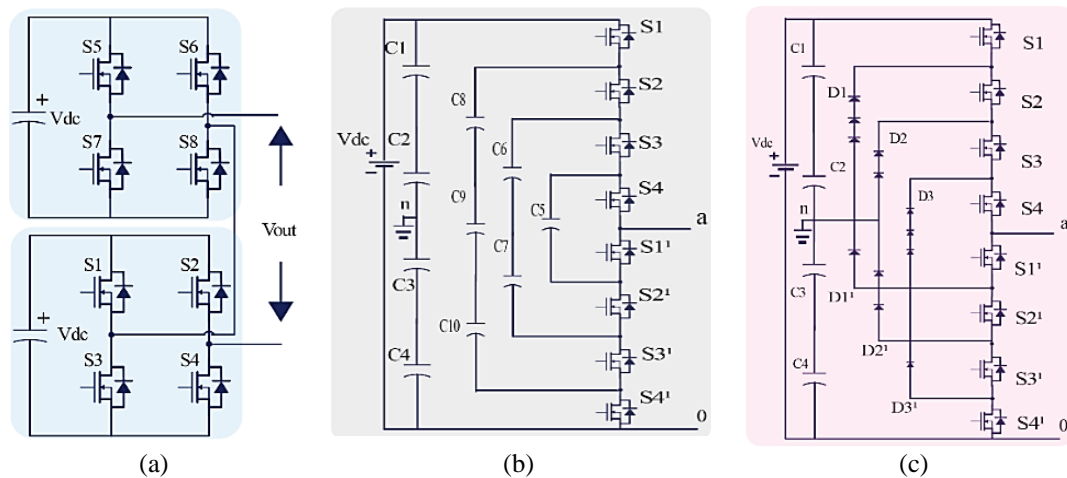 S5
S6
+
Vdc
S7
S8
Vout
S1
S2
+
Vdc
S3
S4
(a)
C1
S1
C8
S2
Vdc
+
-
C2
C6
S3
S4
n
C9
C5
a
C7
S1¹
C3
S2¹
C10
C4
S3¹
S4¹
0
(b)
C1
S1
D1
S2
Vdc
+
-
C2
D2
S3
D3
S4
n
a
C3
D1¹
S1¹
S2¹
D2¹
C4
S3¹
D3¹
S4¹
0
(c)